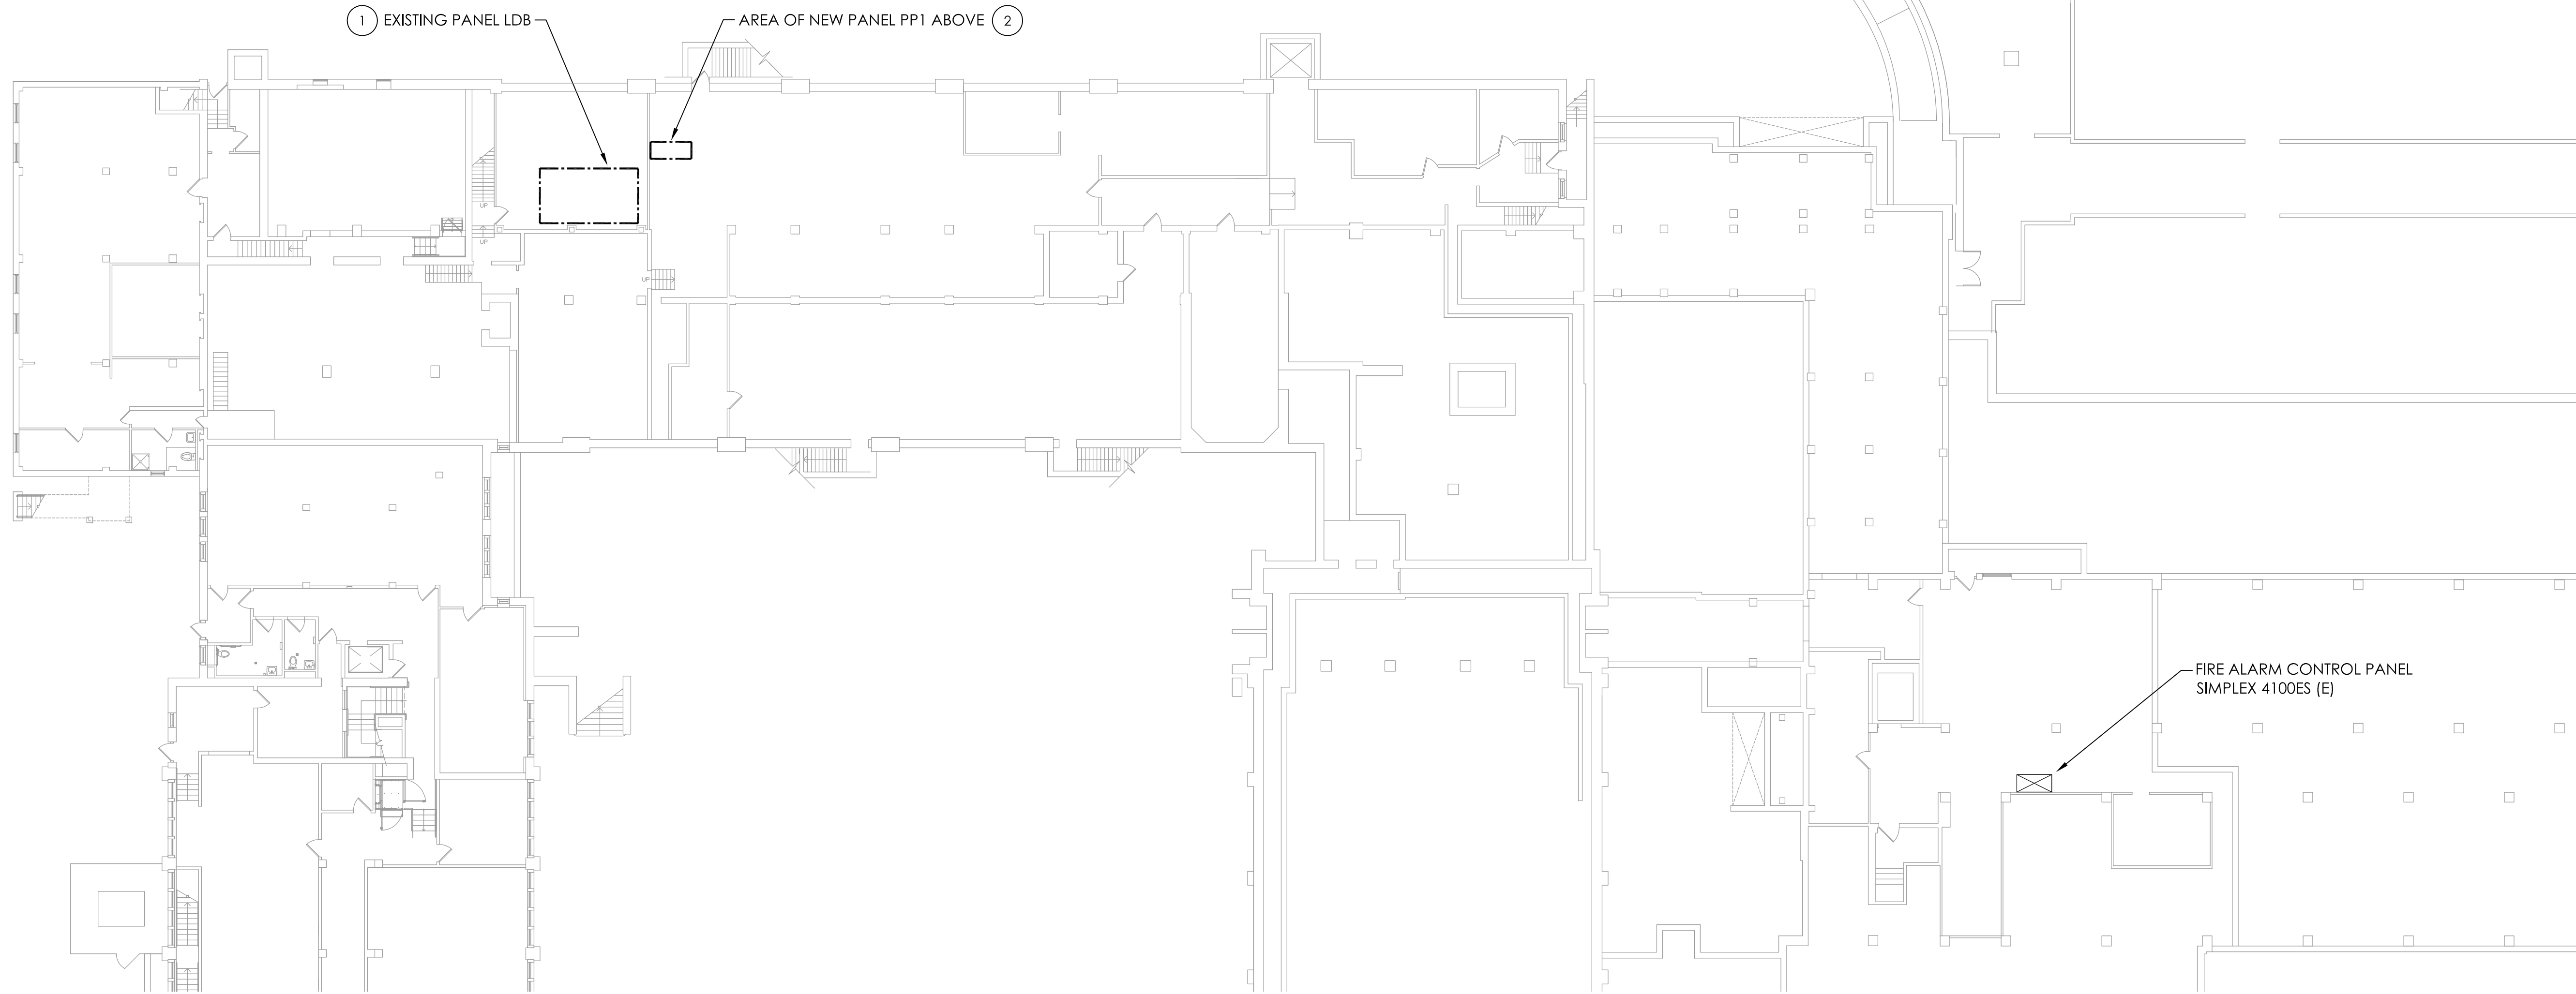 1 EXISTING PANEL LDB
AREA OF NEW PANEL PP1 ABOVE 2
UP
UP
UP
FIRE ALARM CONTROL PANEL
SIMPLEX 4100ES (E)